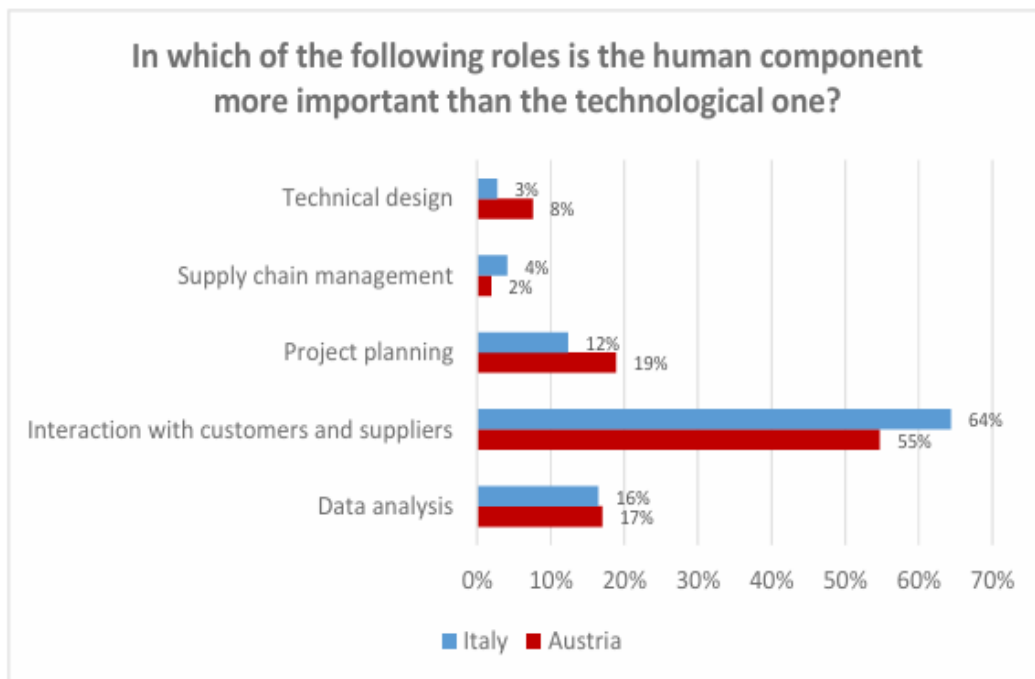 In which of the following roles is the human component
more important than the technological one?
Technical design
3%
8%
Supply chain management
4%
2%
Project planning
12%
19%
Interaction with customers and suppliers
64%
55%
Data analysis
16%
17%
0% 10% 20% 30% 40% 50% 60% 70%
Italy Austria